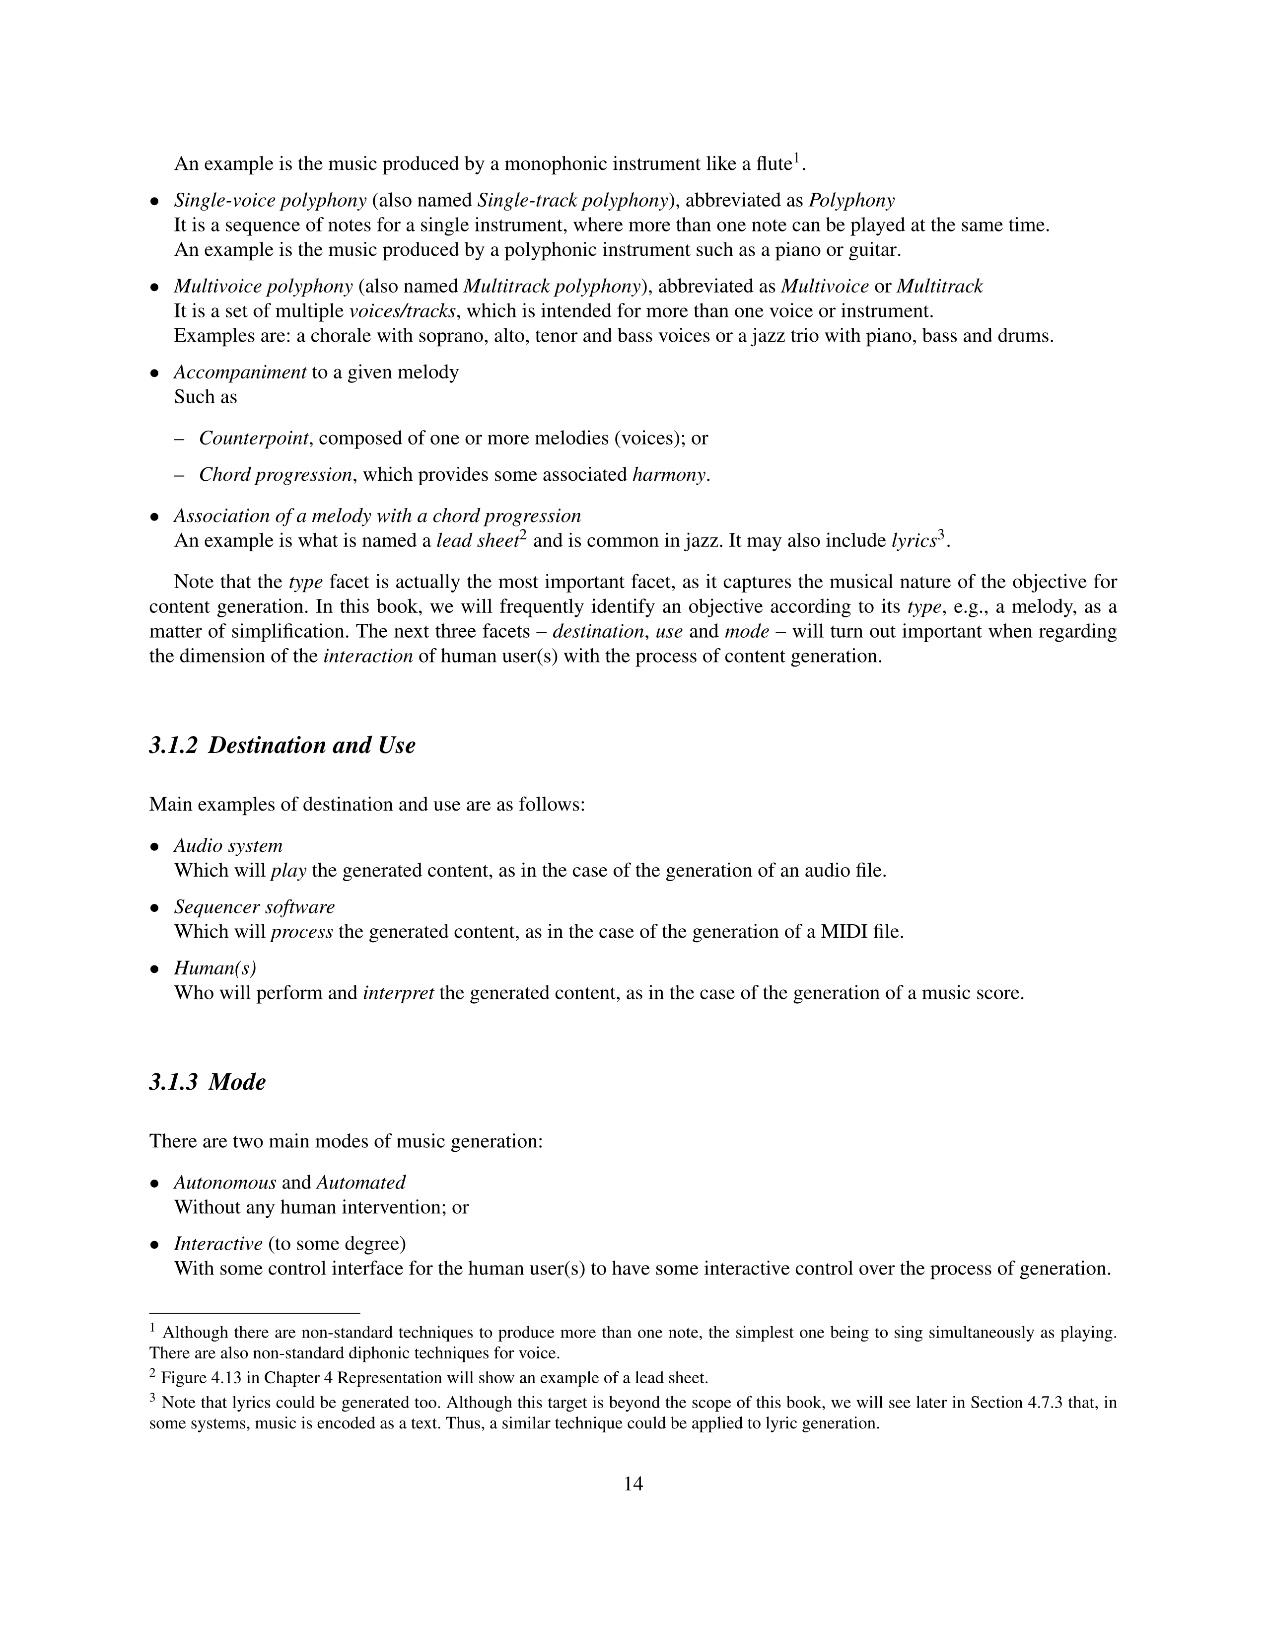 An example is the music produced by a monophonic instrument like a flute1.
• Single-voice polyphony (also named Single-track polyphony), abbreviated as Polyphony
It is a sequence of notes for a single instrument, where more than one note can be played at the same time.
An example is the music produced by a polyphonic instrument such as a piano or guitar.
• Multivoice polyphony (also named Multitrack polyphony), abbreviated as Multivoice or Multitrack
It is a set of multiple voices/tracks, which is intended for more than one voice or instrument.
Examples are: a chorale with soprano, alto, tenor and bass voices or a jazz trio with piano, bass and drums.
• Accompaniment to a given melody
Such as
– Counterpoint, composed of one or more melodies (voices); or
– Chord progression, which provides some associated harmony.
• Association of a melody with a chord progression
An example is what is named a lead sheet2 and is common in jazz. It may also include lyrics3.
Note that the type facet is actually the most important facet, as it captures the musical nature of the objective for
content generation. In this book, we will frequently identify an objective according to its type, e.g., a melody, as a
matter of simplification. The next three facets – destination, use and mode – will turn out important when regarding
the dimension of the interaction of human user(s) with the process of content generation.
3.1.2 Destination and Use
Main examples of destination and use are as follows:
• Audio system
Which will play the generated content, as in the case of the generation of an audio file.
• Sequencer software
Which will process the generated content, as in the case of the generation of a MIDI file.
• Human(s)
Who will perform and interpret the generated content, as in the case of the generation of a music score.
3.1.3 Mode
There are two main modes of music generation:
• Autonomous and Automated
Without any human intervention; or
• Interactive (to some degree)
With some control interface for the human user(s) to have some interactive control over the process of generation.
1 Although there are non-standard techniques to produce more than one note, the simplest one being to sing simultaneously as playing.
There are also non-standard diphonic techniques for voice.
2 Figure 4.13 in Chapter 4 Representation will show an example of a lead sheet.
3 Note that lyrics could be generated too. Although this target is beyond the scope of this book, we will see later in Section 4.7.3 that, in
some systems, music is encoded as a text. Thus, a similar technique could be applied to lyric generation.
14